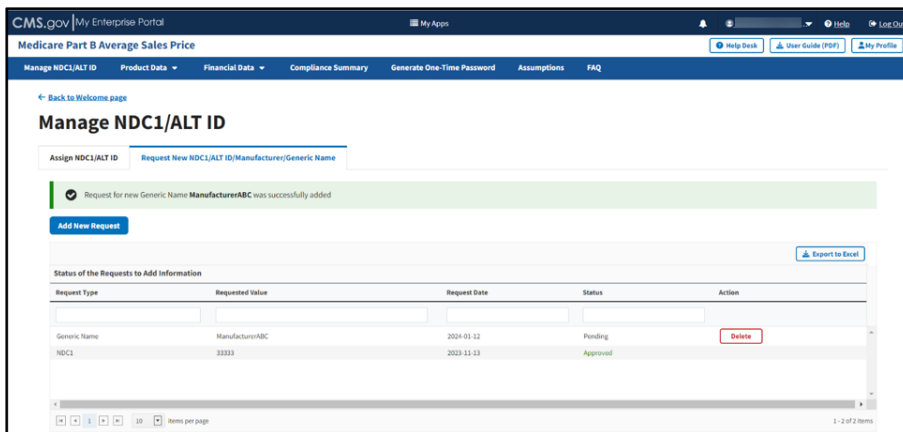 CMS.gov My Enterprise Portal My Apps Help Log Ou
Medicare Part B Average Sales Price Help Desk User Guide (PDF) My Profile
Manage NDC1/ALT ID Product Data Financial Data Compliance Summary Generate One-Time Password Assumptions FAQ
Back to Welcome page
Manage NDC1/ALT ID
Assign NDC1/ALT ID Request New NDC1/ALT ID/Manufacturer/Generic Name
Request for new Generic Name ManufacturerABC was successfully added
Add New Request
Export to Excel
Status of the Requests to Add Information
Request Type Requested Value Request Date Status Action
Generic Name ManufacturerABC 2024-01-12 Pending Delete
NDC1 33333 2023-11-13 Approved
1 10 items per page 1 - 2 of 2 items